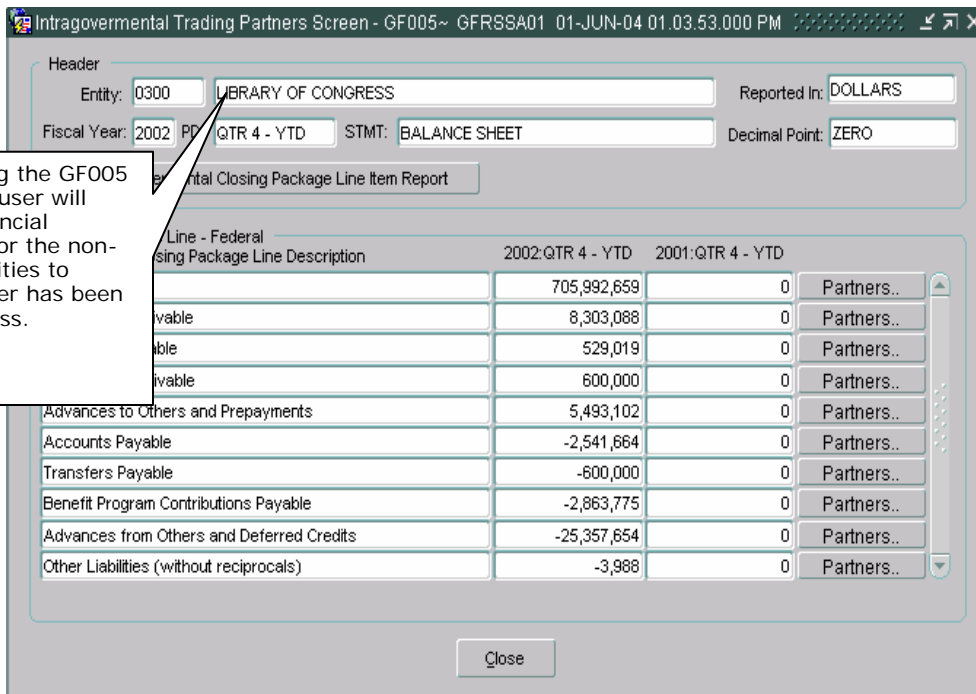 Intragovermental Trading Partners Screen - GF005~ GFRSSA01 01-JUN-04 01.03.53.000 PM
Header
Entity: 0300 LIBRARY OF CONGRESS Reported In: DOLLARS
Fiscal Year: 2002 PD QTR 4 - YTD STMT: BALANCE SHEET Decimal Point: ZERO
ntal Closing Package Line Item Report
g the GF005
user will
ncial
or the non-
ities to
er has been
ss.
Line - Federal
sing Package Line Description 2002:QTR 4 - YTD 2001:QTR 4 - YTD
705,992,659 0 Partners..
ivable 8,303,088 0 Partners..
able 529,019 0 Partners..
ivable 600,000 0 Partners..
Advances to Others and Prepayments 5,493,102 0 Partners..
Accounts Payable -2,541,664 0 Partners..
Transfers Payable -600,000 0 Partners..
Benefit Program Contributions Payable -2,863,775 0 Partners..
Advances from Others and Deferred Credits -25,357,654 0 Partners..
Other Liabilities (without reciprocals) -3,988 0 Partners..
Close